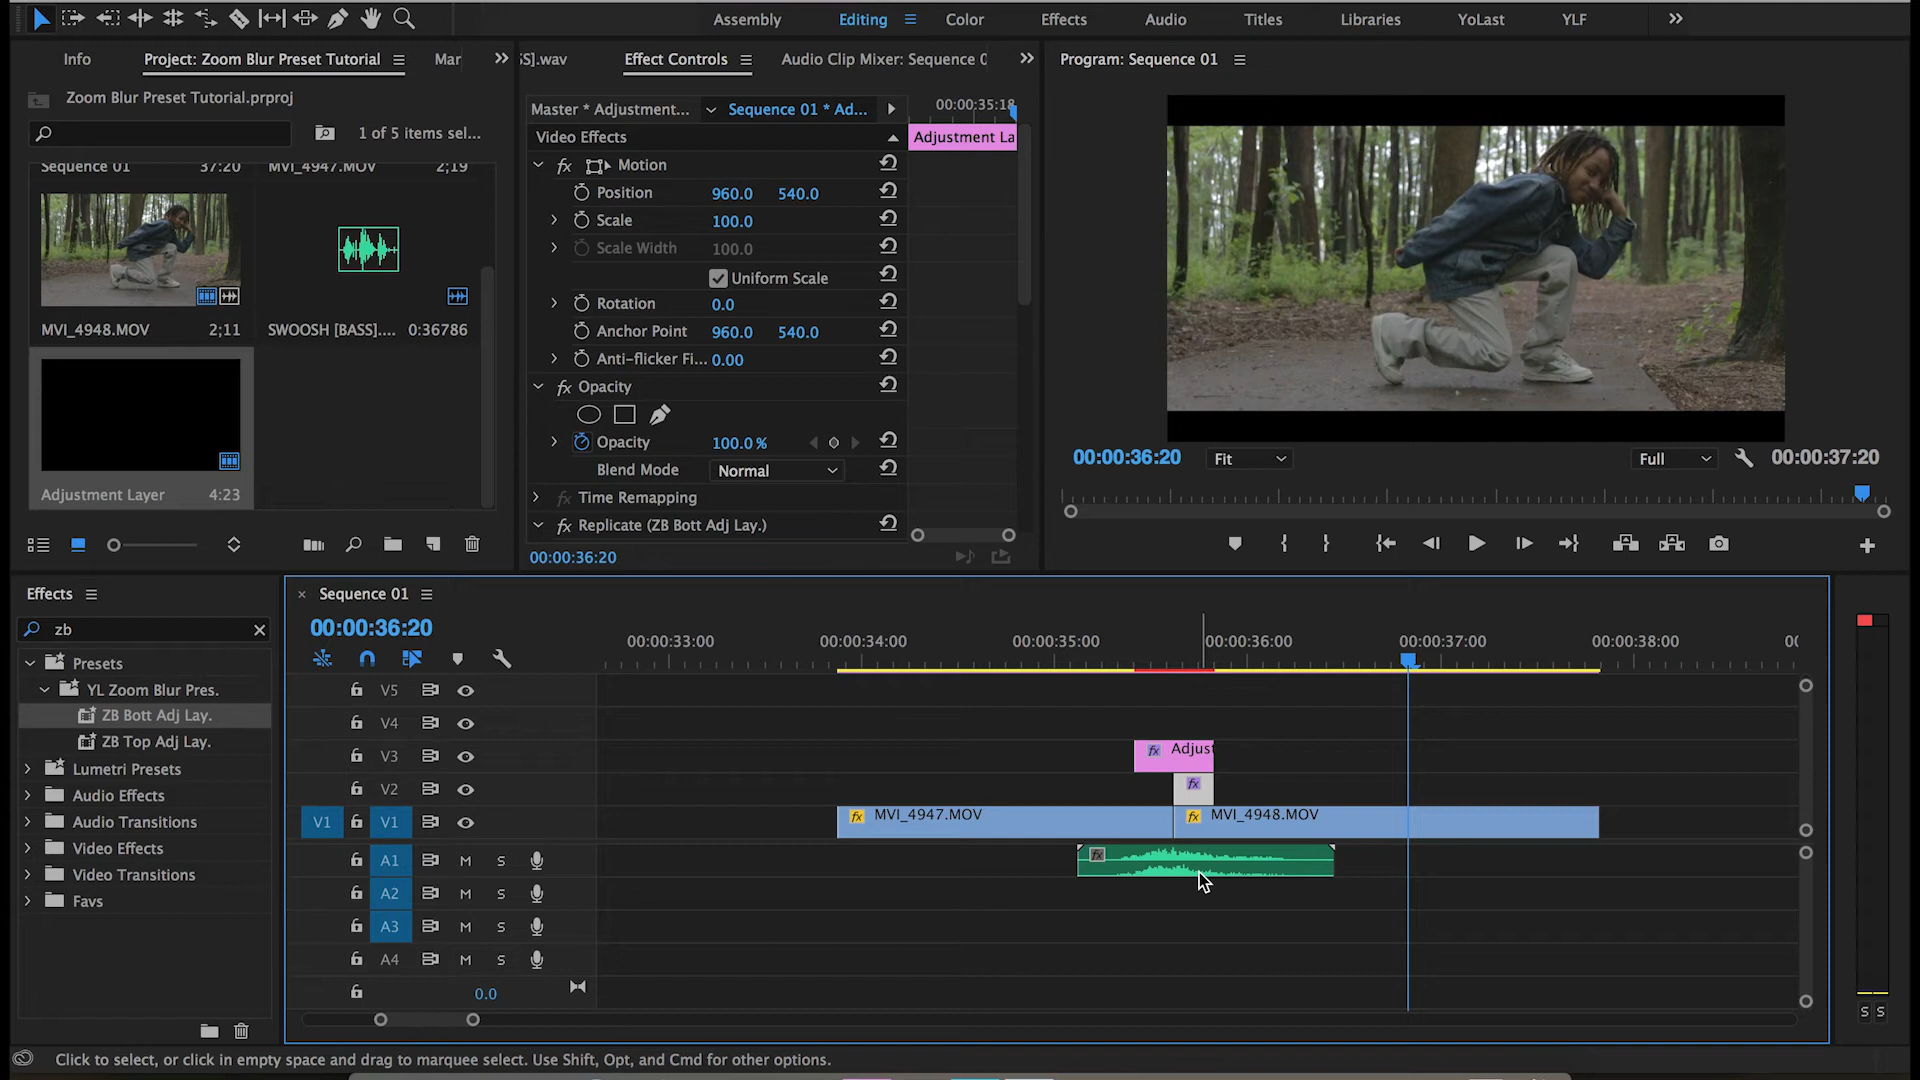 Assembly Editing Color Effects Audio Titles Libraries YoLast YLF
Info Project: Zoom Blur Preset Tutorial Mar
Zoom Blur Preset Tutorial.prproj
1 of 5 items sel...
Sequence 01 37:20 MVI_4947.MOV 2;19
MVI_4948.MOV 2;11 SWOOSH [BASS].... 0:36786
Adjustment Layer 4:23
S].wav Effect Controls Audio Clip Mixer: Sequence 0
Master * Adjustment... Sequence 01 * Ad... 00:00:35:18
Video Effects Adjustment La
fx Motion
Position 960.0 540.0
Scale 100.0
Scale Width 100.0
Uniform Scale
Rotation 0.0
Anchor Point 960.0 540.0
Anti-flicker Fi... 0.00
fx Opacity
Opacity 100.0 %
Blend Mode Normal
fx Time Remapping
fx Replicate (ZB Bott Adj Lay.)
00:00:36:20
Program: Sequence 01
00:00:36:20 Fit Full 00:00:37:20
Effects
zb
Presets
YL Zoom Blur Pres.
ZB Bott Adj Lay.
ZB Top Adj Lay.
Lumetri Presets
Audio Effects
Audio Transitions
Video Effects
Video Transitions
Favs
× Sequence 01
00:00:36:20
00:00:33:00 00:00:34:00 00:00:35:00 00:00:36:00 00:00:37:00 00:00:38:00
V5
V4
V3 fx Adjust
V2 fx
V1 V1 fx MVI_4947.MOV fx MVI_4948.MOV
A1 M S fx
A2 M S
A3 M S
A4 M S
0.0
S S
Click to select, or click in empty space and drag to marquee select. Use Shift, Opt, and Cmd for other options.